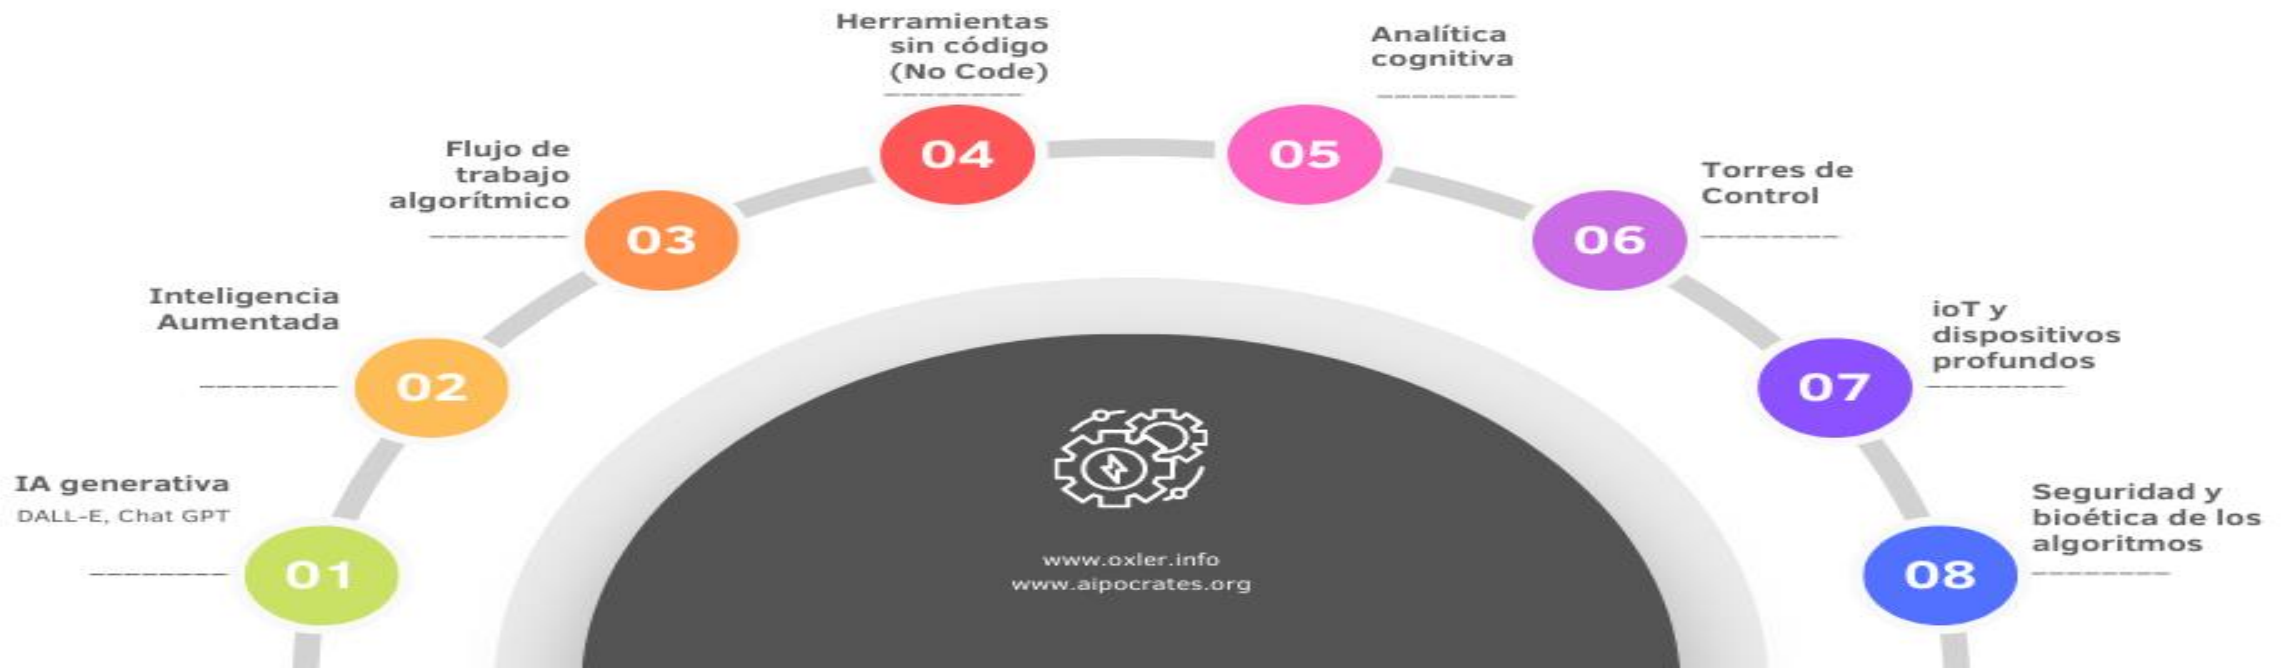 IA generativa
DALL-E, Chat GPT
01
Inteligencia
Aumentada
02
Flujo de
trabajo
algorítmico
03
Herramientas
sin código
(No Code)
04
Analítica
cognitiva
05
Torres de
Control
06
ioT y
dispositivos
profundos
07
Seguridad y
bioética de los
algoritmos
08
www.oxler.info
www.aipocrates.org